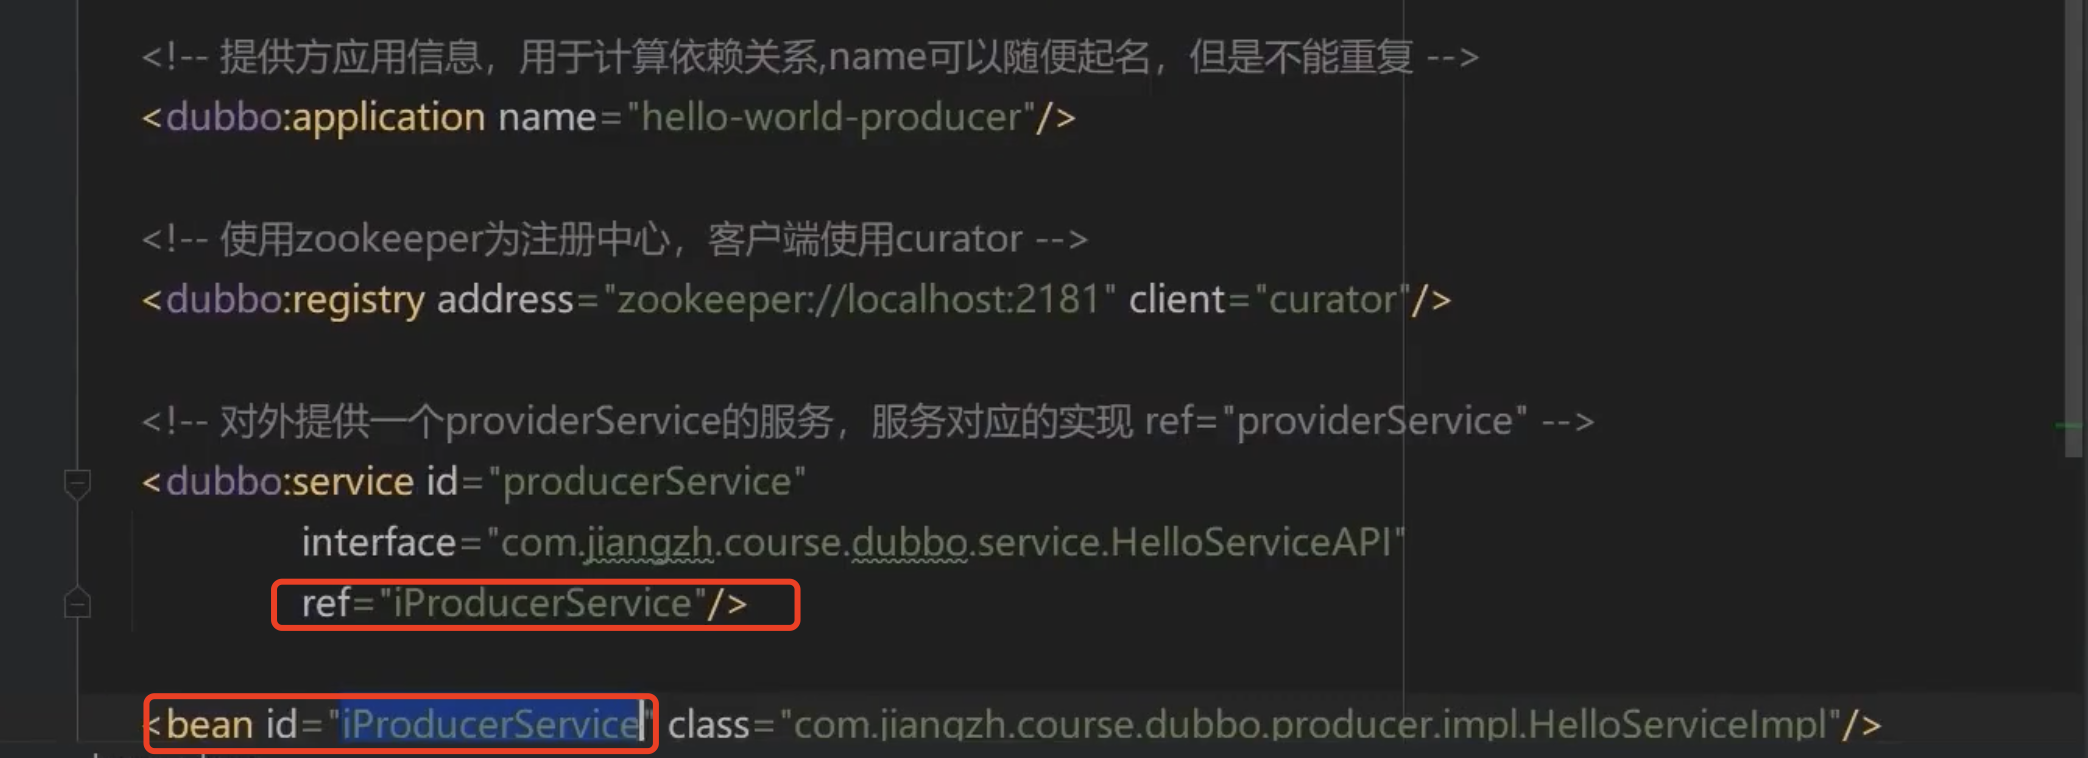 <!-- 提供方应用信息，用于计算依赖关系,name可以随便起名，但是不能重复 -->
<dubbo:application name="hello-world-producer"/>
<!-- 使用zookeeper为注册中心，客户端使用curator -->
<dubbo:registry address="zookeeper://localhost:2181" client="curator"/>
<!-- 对外提供一个providerService的服务，服务对应的实现 ref="providerService" -->
<dubbo:service id="producerService"
interface="com.jiangzh.course.dubbo.service.HelloServiceAPI"
ref="iProducerService"/>
<bean id="iProducerService" class="com.jiangzh.course.dubbo.producer.impl.HelloServiceImpl"/>